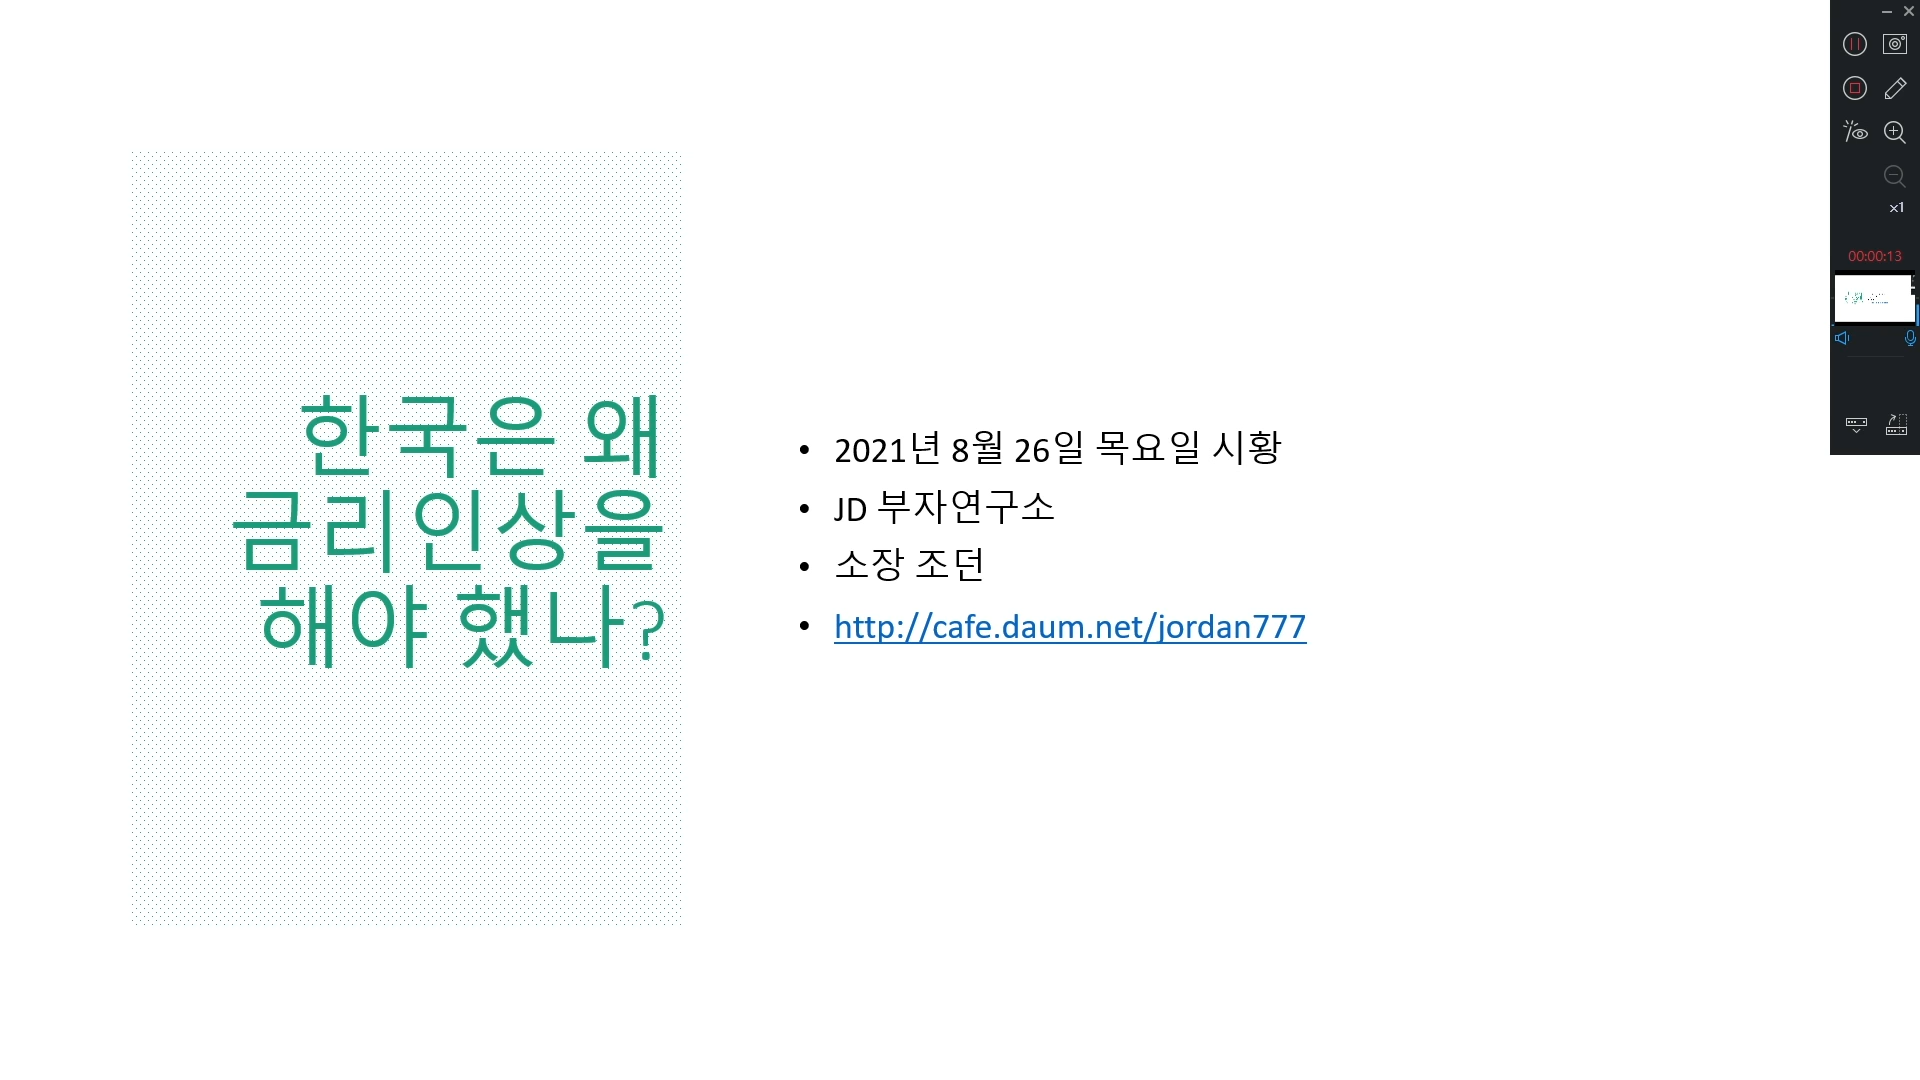 한국은 왜
금리인상을
해야 했나?
• 2021년 8월 26일 목요일 시황
• JD 부자연구소
• 소장 조던
• http://cafe.daum.net/jordan777
x1
00:00:13